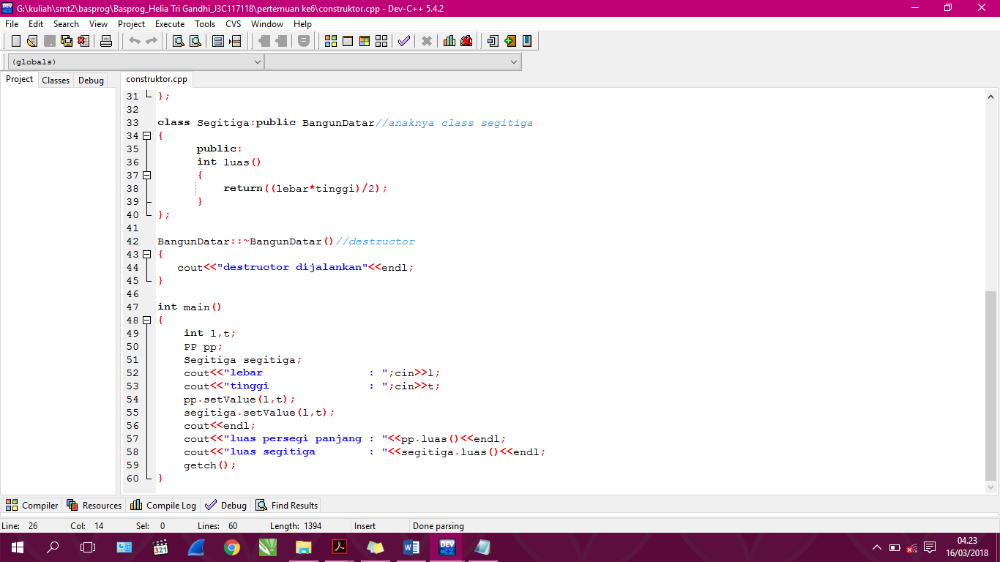 G:\kuliah\smt2\basprog\Basprog_Helia Tri Gandhi_J3C117118\pertemuan ke6\construktor.cpp - Dev-C++ 5.4.2
File Edit Search View Project Execute Tools CVS Window Help
(globals)
Project Classes Debug construktor.cpp
31 };
32
33 class Segitiga:public BangunDatar//anaknya class segitiga
34 {
35 public:
36 int luas()
37 {
38 return((lebar*tinggi)/2);
39 }
40 };
41
42 BangunDatar::~BangunDatar()//destructor
43 {
44 cout<<"destructor dijalankan"<<endl;
45 }
46
47 int main()
48 {
49 int l,t;
50 PP pp;
51 Segitiga segitiga;
52 cout<<"lebar                : ";cin>>l;
53 cout<<"tinggi               : ";cin>>t;
54 pp.setValue(l,t);
55 segitiga.setValue(l,t);
56 cout<<endl;
57 cout<<"luas persegi panjang : "<<pp.luas()<<endl;
58 cout<<"luas segitiga        : "<<segitiga.luas()<<endl;
59 getch();
60 }
Compiler Resources Compile Log Debug Find Results
Line: 26 Col: 14 Sel: 0 Lines: 60 Length: 1394 Insert Done parsing
321
DEV
04.23
16/03/2018